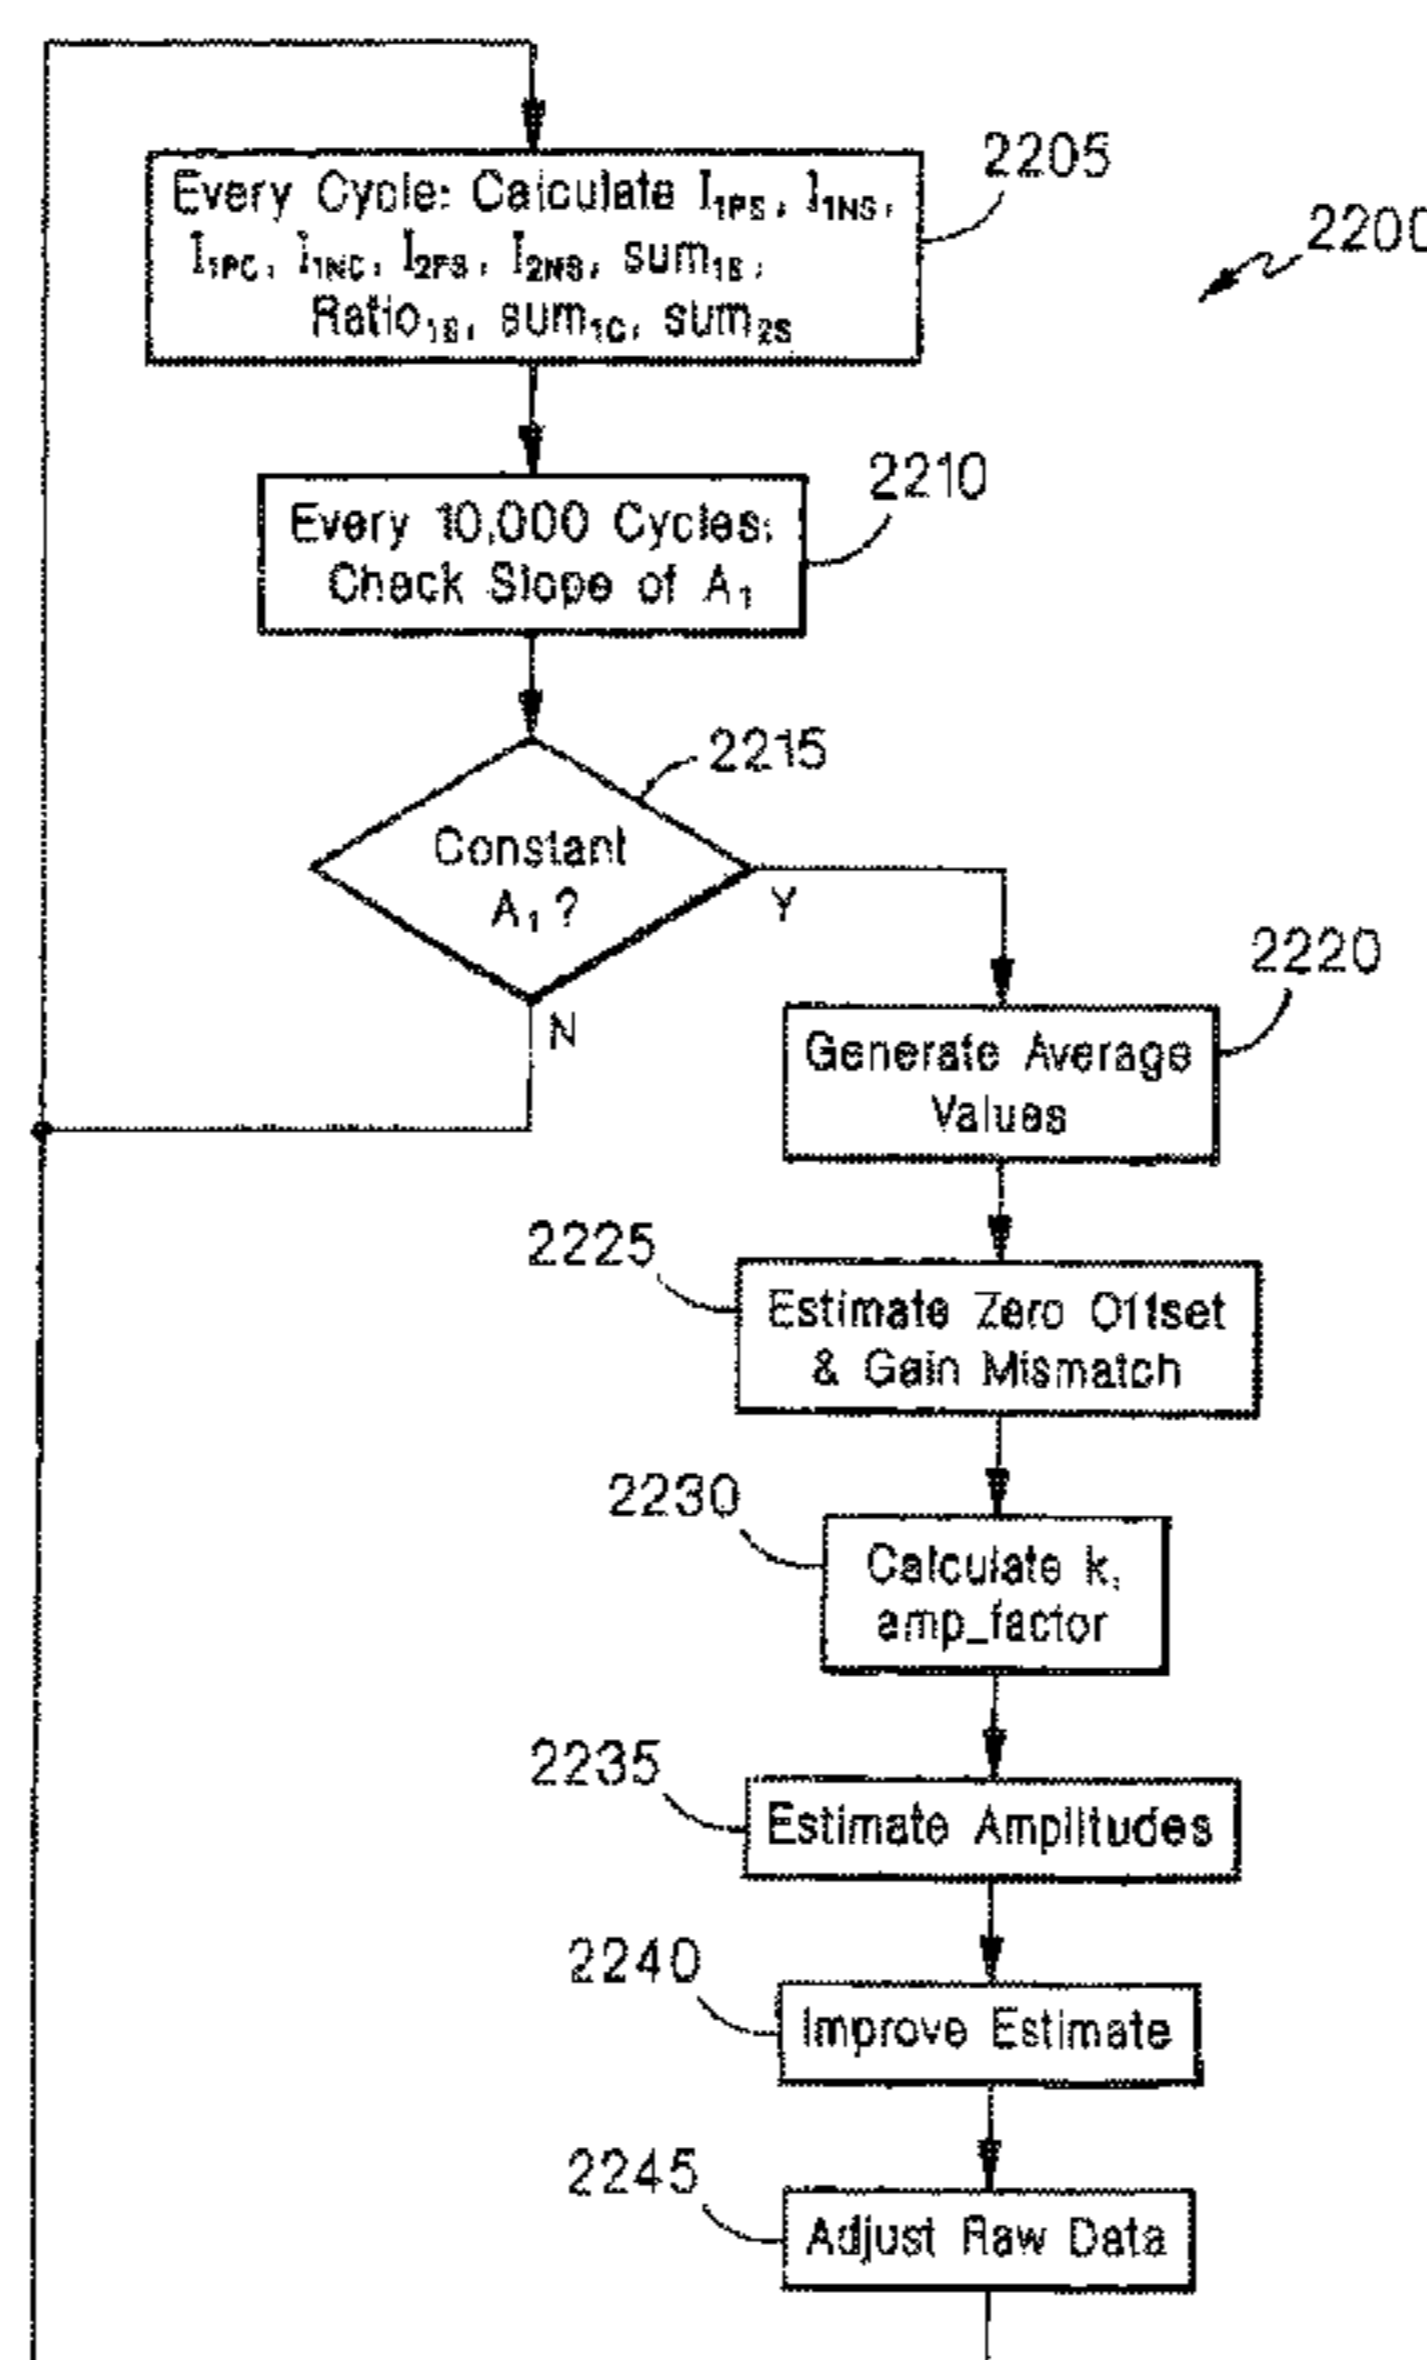 2205
2200
Every Cycle: Calculate I₁PS, I₁NS,
I₁PC, I₁NC, I₂PS, I₂NS, sum₁S,
Ratio₁S, sum₁C, sum₂S
2210
Every 10,000 Cycles:
Check Slope of A₁
2215
Constant
A₁?
Y
N
2220
Generate Average
Values
2225
Estimate Zero Offset
& Gain Mismatch
2230
Calculate k,
amp_factor
2235
Estimate Amplitudes
2240
Improve Estimate
2245
Adjust Raw Data